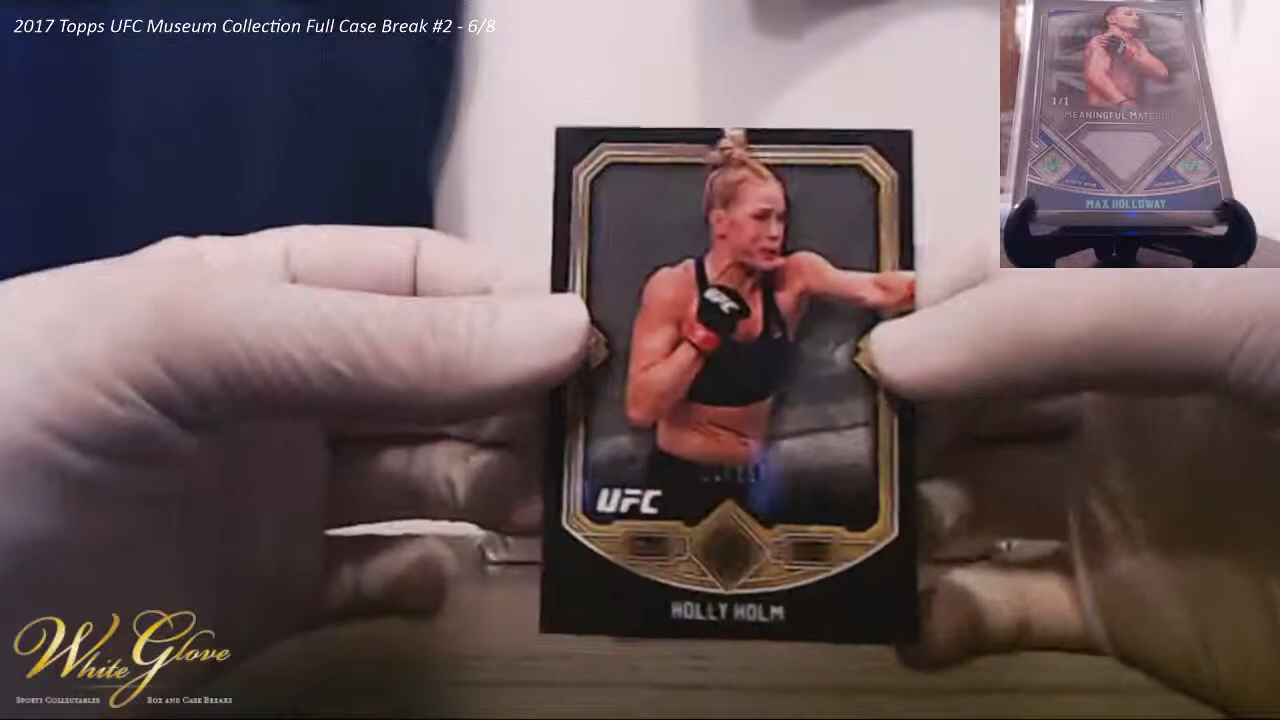 2017 Topps UFC Museum Collection Full Case Break #2 - 6/8
1/1
MEANINGFUL MATERIAL
UFC
MAX HOLLOWAY
UFC
UFC
HOLLY HOLM
White Glove
SPORTS COLLECTABLES BOX AND CASE BREAKS